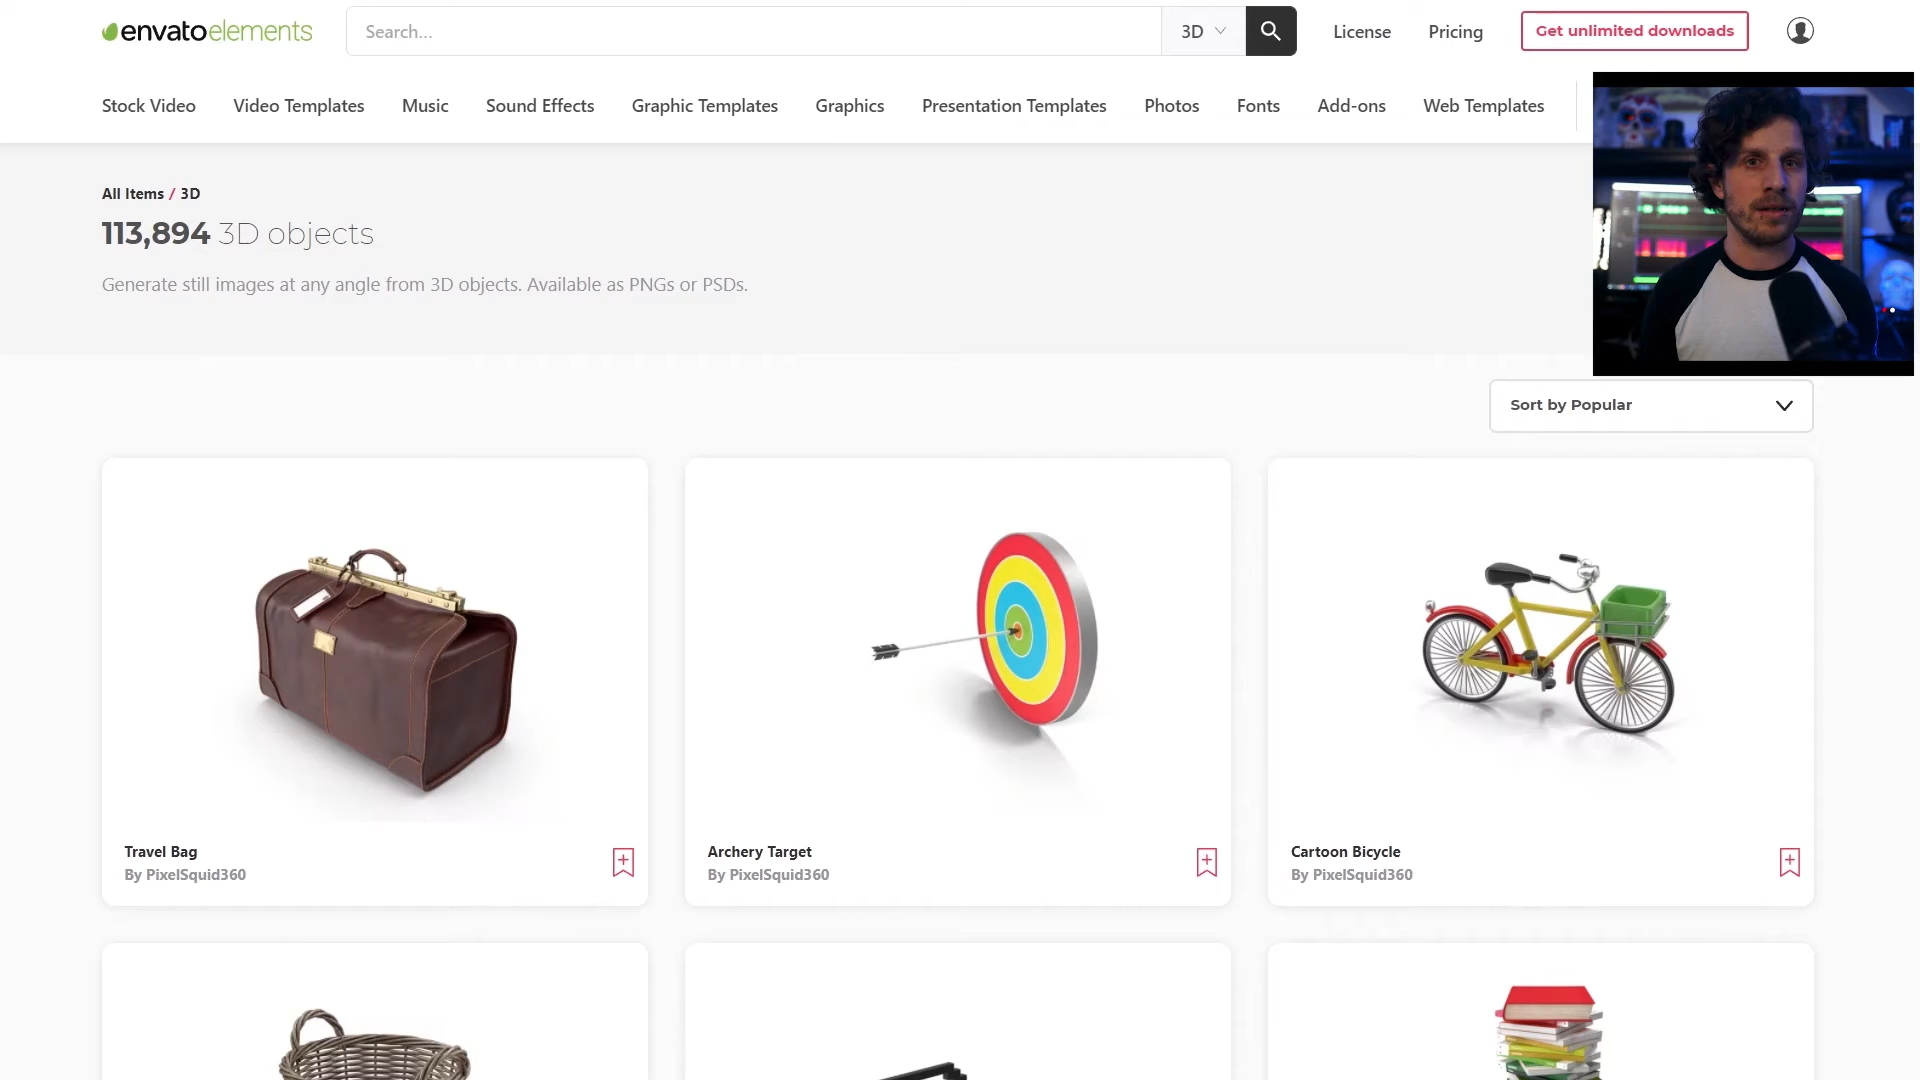 envatoelements
Search...
3D
License
Pricing
Get unlimited downloads
Stock Video
Video Templates
Music
Sound Effects
Graphic Templates
Graphics
Presentation Templates
Photos
Fonts
Add-ons
Web Templates
All Items / 3D
113,894 3D objects
Generate still images at any angle from 3D objects. Available as PNGs or PSDs.
Sort by Popular
Travel Bag
By PixelSquid360
Archery Target
By PixelSquid360
Cartoon Bicycle
By PixelSquid360